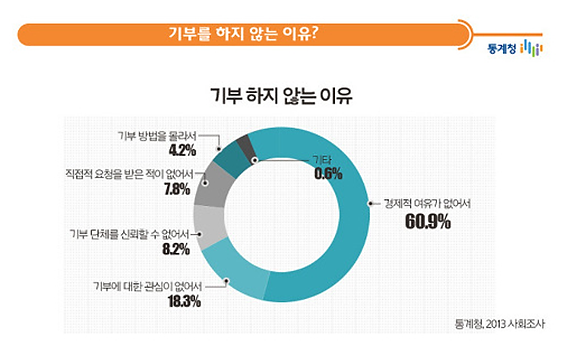 기부를 하지 않는 이유?
통계청
기부 하지 않는 이유
기부 방법을 몰라서
4.2%
기타
0.6%
직접적 요청을 받은 적이 없어서
7.8%
경제적 여유가 없어서
60.9%
기부 단체를 신뢰할 수 없어서
8.2%
기부에 대한 관심이 없어서
18.3%
통계청, 2013 사회조사